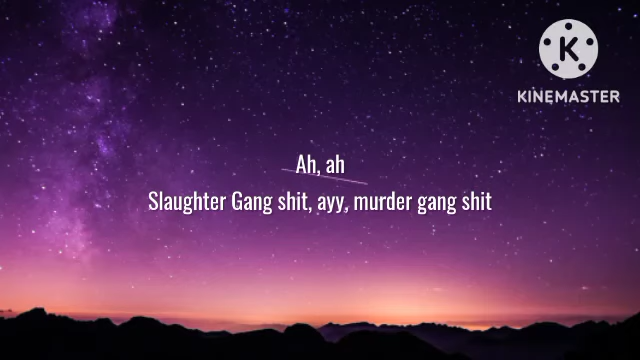 K
KINEMASTER
Ah, ah
Slaughter Gang shit, ayy, murder gang shit